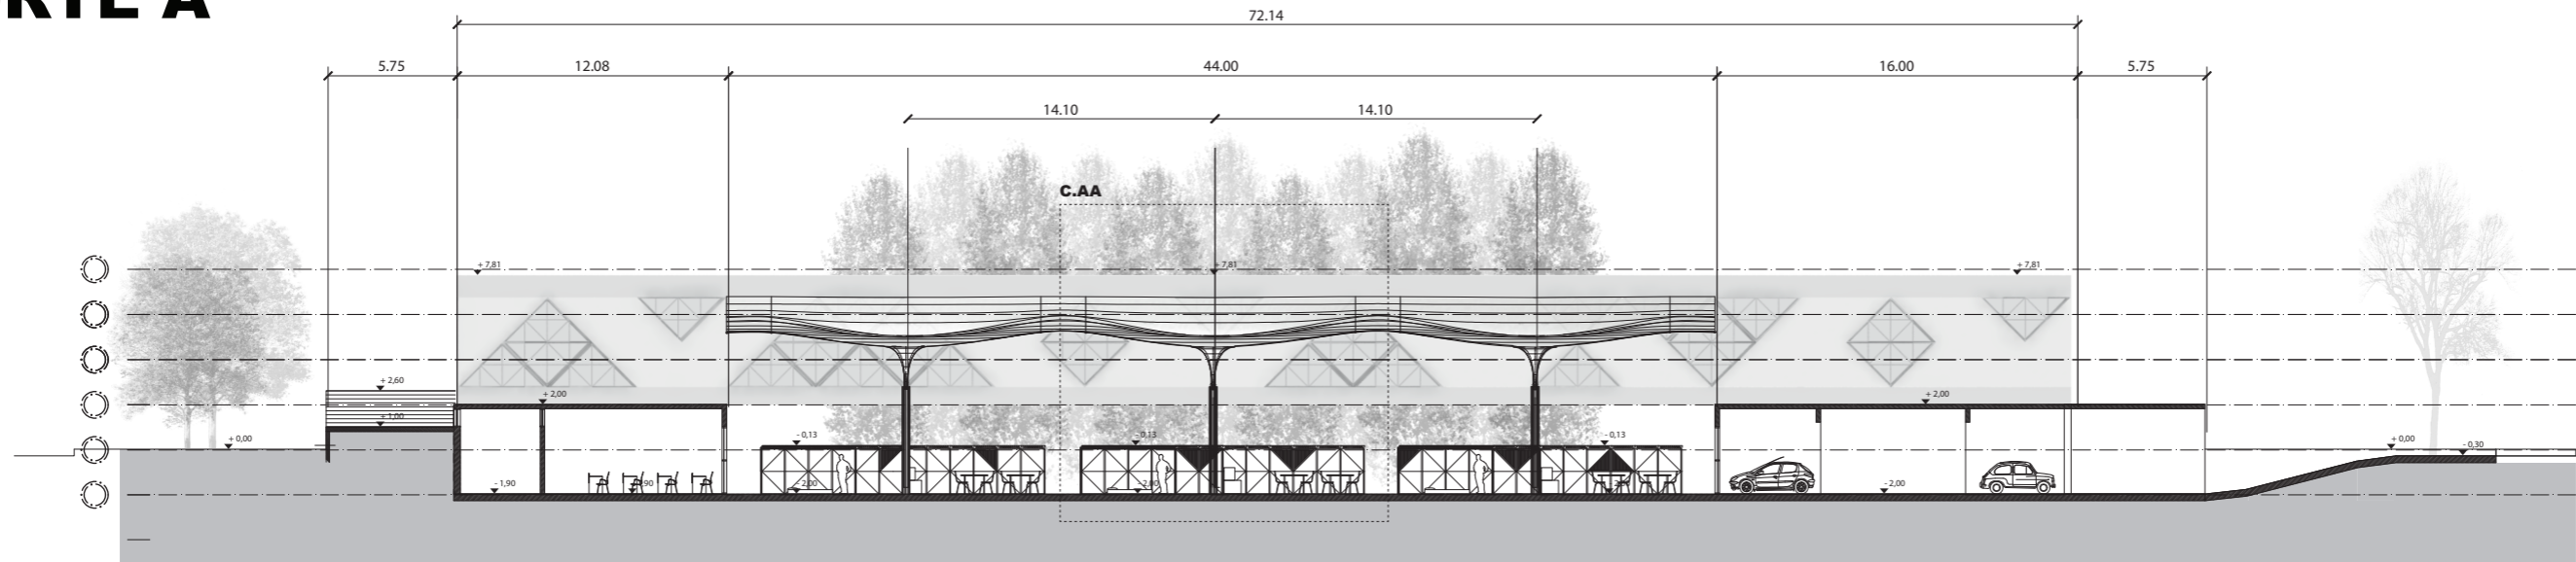 RTE A
72.14
5.75 12.08 44.00 16.00 5.75
14.10 14.10
C.AA
+ 7,81 + 7,81 + 7,81
+ 2,60
+ 2,00 + 2,00
+ 1,00
+ 0,00 - 0,13 - 0,13 - 0,13 + 0,00 - 0,30
- 1,90 - 2,00 - 2,00 - 2,00